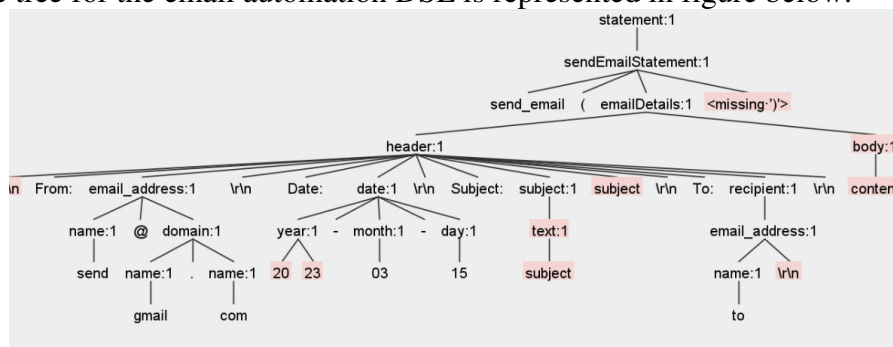 tree for the email automation DSL is represented in figure below.
statement:1
sendEmailStatement:1
send_email ( emailDetails:1 <missing ')'>
header:1 body:1
\n From: email_address:1 \r\n Date: date:1 \r\n Subject: subject:1 subject \r\n To: recipient:1 \r\n conten
name:1 @ domain:1 year:1 - month:1 - day:1 text:1 email_address:1
send name:1 . name:1 20 23 03 15 subject name:1 \r\n
gmail com to